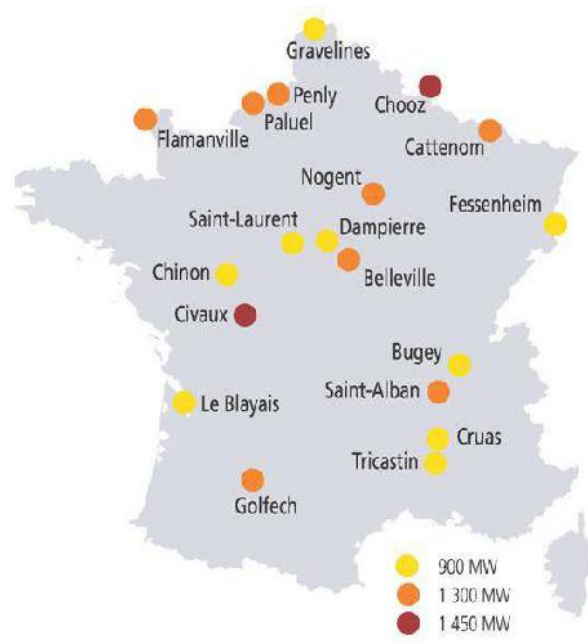 Gravelines
Penly
Chooz
Paluel
Flamanville
Cattenom
Nogent
Fessenheim
Saint-Laurent
Dampierre
Chinon
Belleville
Civaux
Bugey
Saint-Alban
Le Blayais
Cruas
Tricastin
Golfech
900 MW
1 300 MW
1 450 MW